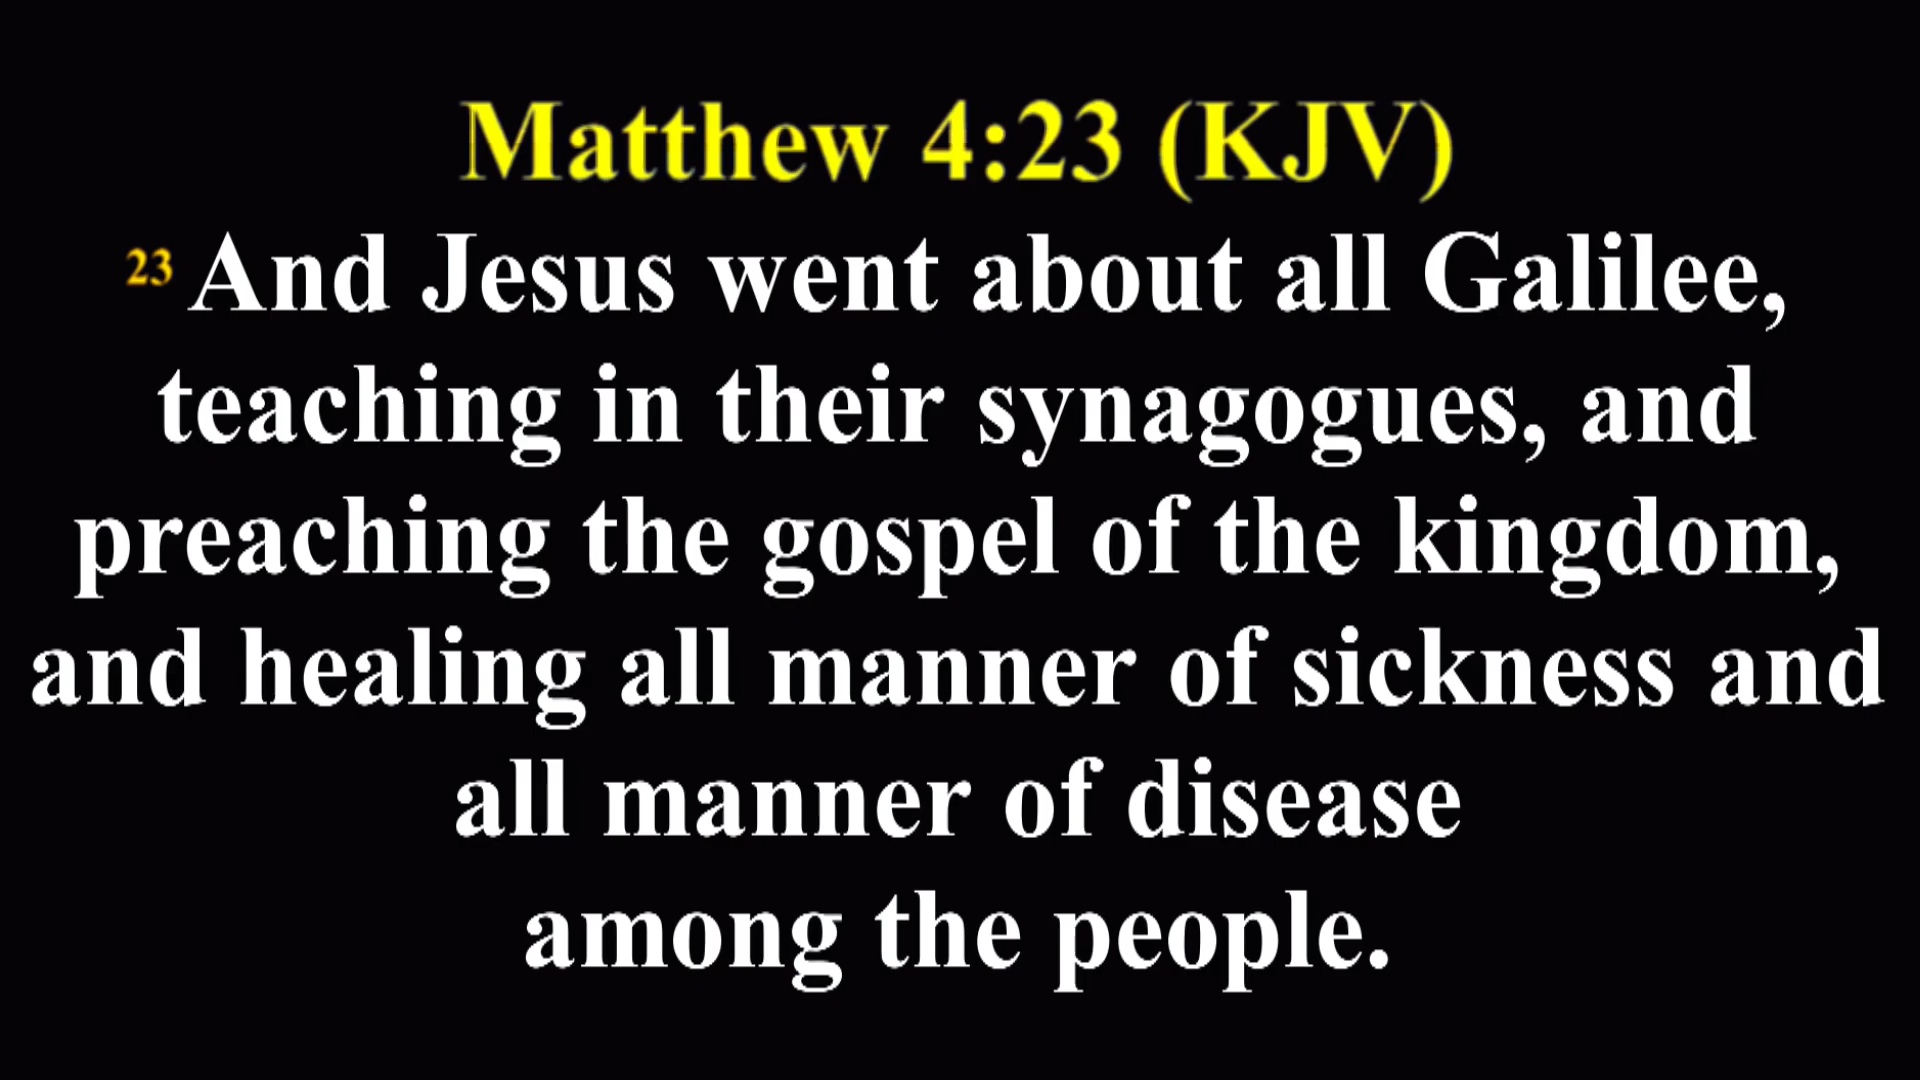 Matthew 4:23 (KJV)
23 And Jesus went about all Galilee,
teaching in their synagogues, and
preaching the gospel of the kingdom,
and healing all manner of sickness and
all manner of disease
among the people.